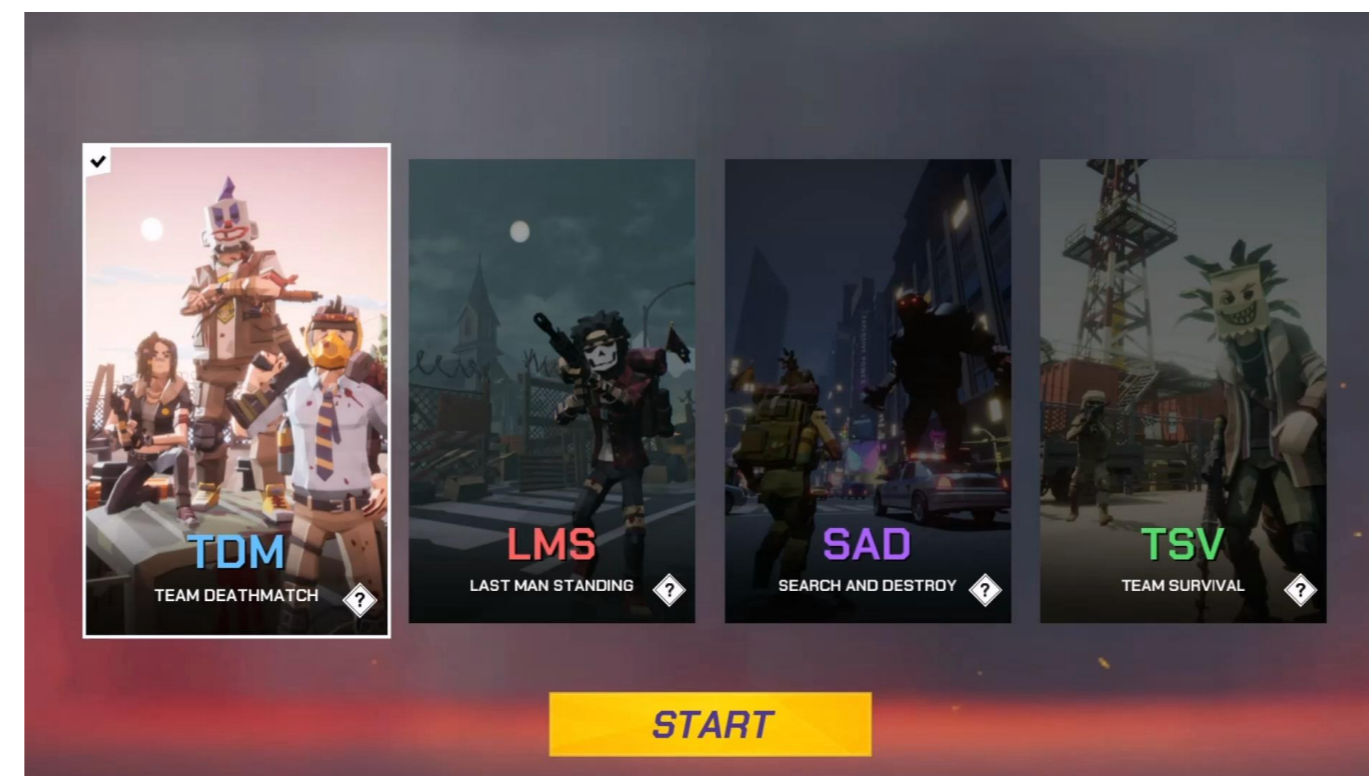 TDM
TEAM DEATHMATCH
?
LMS
LAST MAN STANDING
?
SAD
SEARCH AND DESTROY
?
TSV
TEAM SURVIVAL
?
START